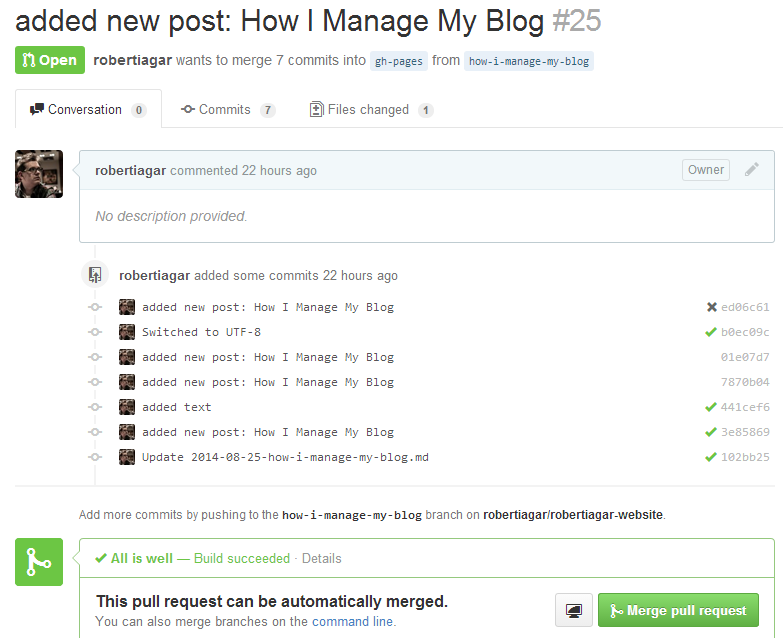 added new post: How I Manage My Blog #25
Open robertiagar wants to merge 7 commits into gh-pages from how-i-manage-my-blog
Conversation 0 Commits 7 Files changed 1
robertiagar commented 22 hours ago Owner
No description provided.
robertiagar added some commits 22 hours ago
added new post: How I Manage My Blog ed06c61
Switched to UTF-8 b0ec09c
added new post: How I Manage My Blog 01e07d7
added new post: How I Manage My Blog 7870b04
added text 441cef6
added new post: How I Manage My Blog 3e85869
Update 2014-08-25-how-i-manage-my-blog.md 102bb25
Add more commits by pushing to the how-i-manage-my-blog branch on robertiagar/robertiagar-website.
All is well — Build succeeded · Details
This pull request can be automatically merged.
You can also merge branches on the command line.
Merge pull request